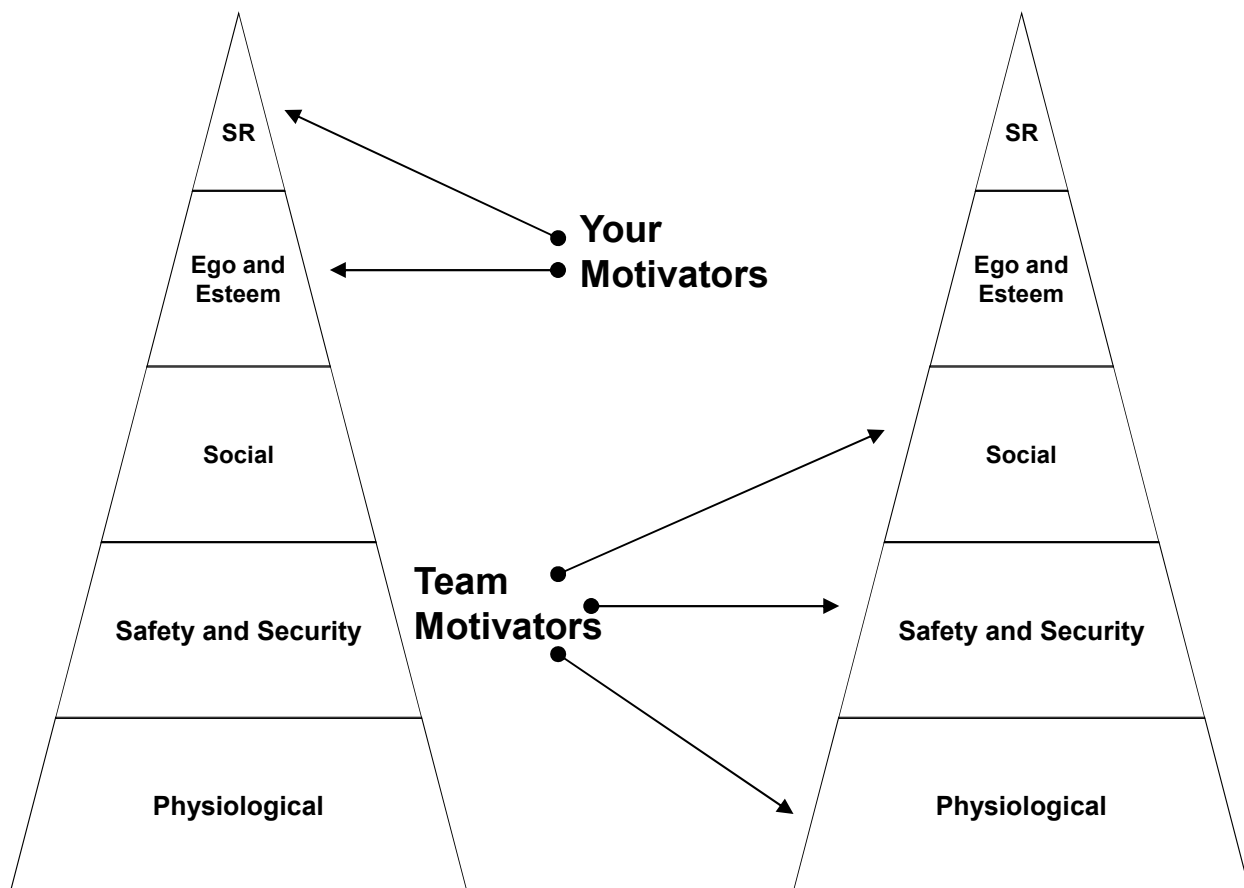 SR
Ego and
Esteem
Social
Safety and Security
Physiological
Your
Motivators
Team
Motivators
SR
Ego and
Esteem
Social
Safety and Security
Physiological